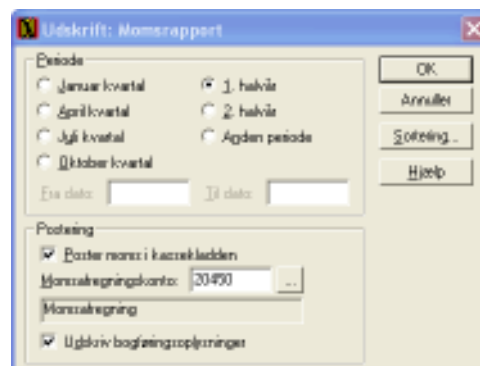 Udskrift: Momsrapport
Periode
Januar kvartal
1. halvår
April kvartal
2. halvår
Juli kvartal
Anden periode
Oktober kvartal
Fra dato:
Til dato:
OK
Annuller
Sortering...
Hjælp
Postering
Poster moms i kassekladden
Momsafregningskonto: 20450 ...
Momsafregning
Udskriv bogføringsoplysninger